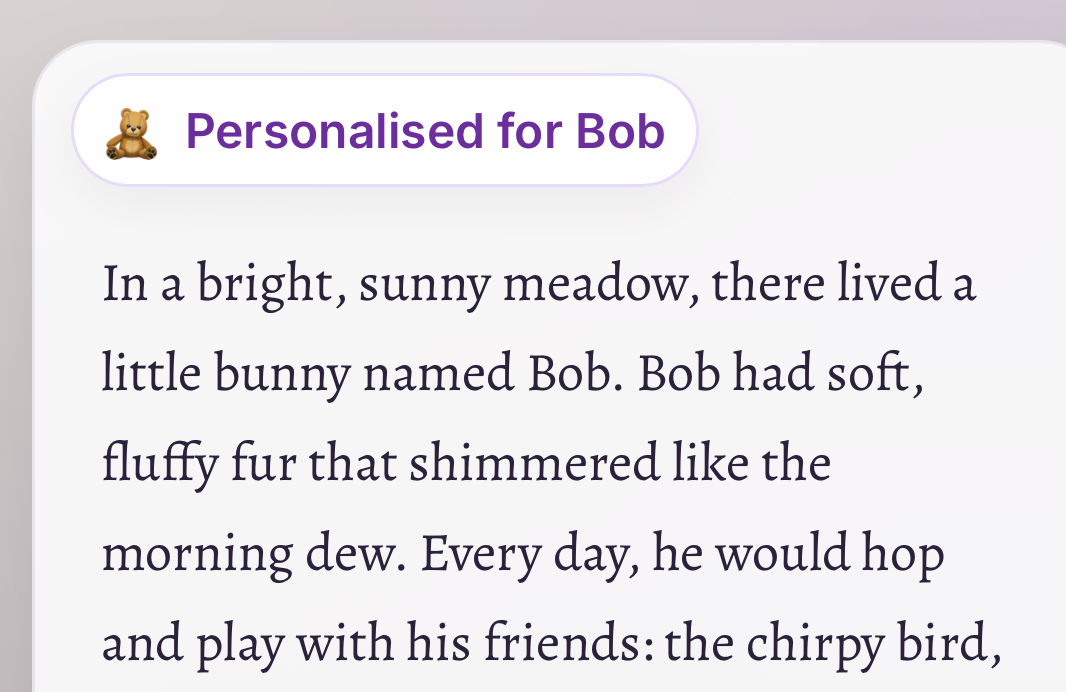 Personalised for Bob
In a bright, sunny meadow, there lived a
little bunny named Bob. Bob had soft,
fluffy fur that shimmered like the
morning dew. Every day, he would hop
and play with his friends: the chirpy bird,